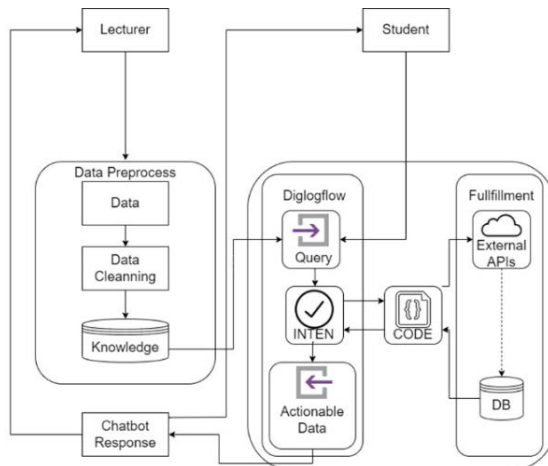 Lecturer
Student
Data Preprocess
Data
Data
Cleanning
Knowledge
Diglogflow
Query
INTEN
Actionable
Data
CODE
Fullfillment
External
APIs
DB
Chatbot
Response